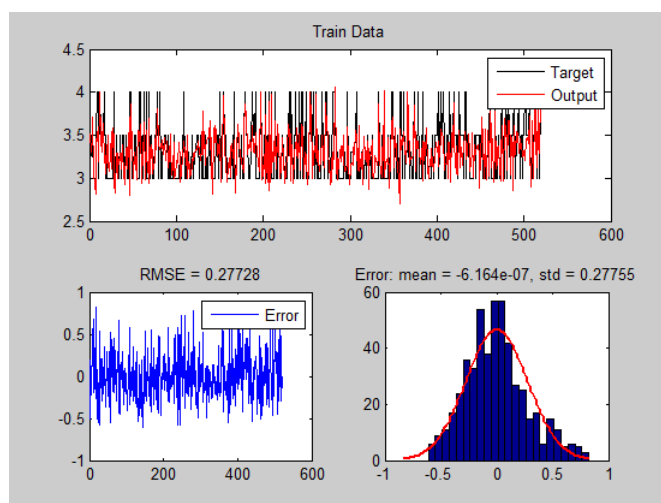 Train Data
4.5
4
3.5
3
2.5
0 100 200 300 400 500 600
Target
Output
RMSE = 0.27728
1
0.5
0
-0.5
-1
0 200 400 600
Error
Error: mean = -6.164e-07, std = 0.27755
60
40
20
0
-1 -0.5 0 0.5 1